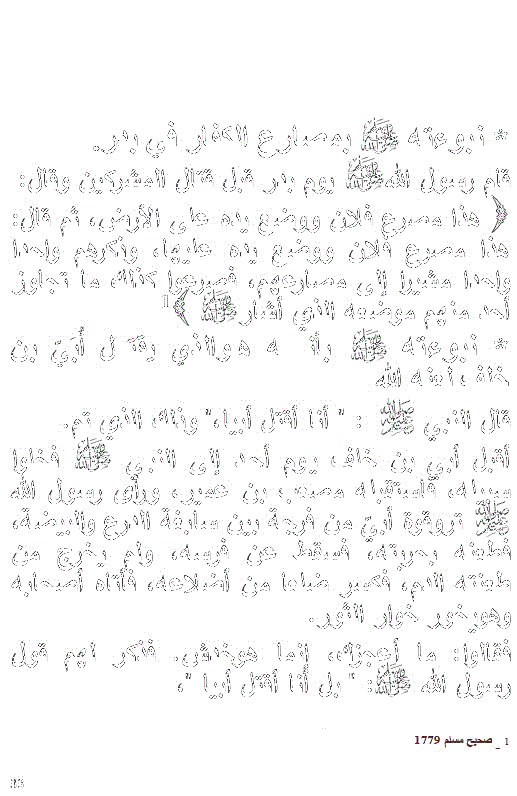 * نبوءته ﷺ بمصارع الكفار في بدر.
قام رسول الله ﷺ يوم بدر قبل قتال المشركين وقال:
﴿ هذا مصرع فلان ووضع يده على الأرض، ثم قال:
هذا مصرع فلان ووضع يده عليها، وذكرهم واحدا
واحدا مشيرا إلى مصارعهم، فصرعوا كذلك ما تجاوز
أحد منهم موضعه الذي أشار ﷺ ﴾1
* نبوءته ﷺ بأنه هو الذي يقتل أُبيّ بن
خلف لعنه الله
قال النبي ﷺ : " أنا أقتل أبيا، " وذلك الذي تم.
أقبل أبي بن خلف يوم أحد إلى النبي ﷺ فخلوا
سبيله، فاستقبله مصعب بن عمير، ورأى رسول الله
ﷺ تروقوة أبيّ من فرجة بين سابغة الدرع والبيضة،
فطعنه بحربته، فسقط عن فرسه، ولم يخرج من
طعنته الدم، فكسر ضلعا من أضلاعه، فأتاه أصحابه
وهو يخور خوار الثور.
فقالوا: ما أعجزك، إنما هو خدش. فذكر لهم قول
رسول الله ﷺ: " بل أنا أقتل أبيا "،
1 _ صحيح مسلم 1779
33